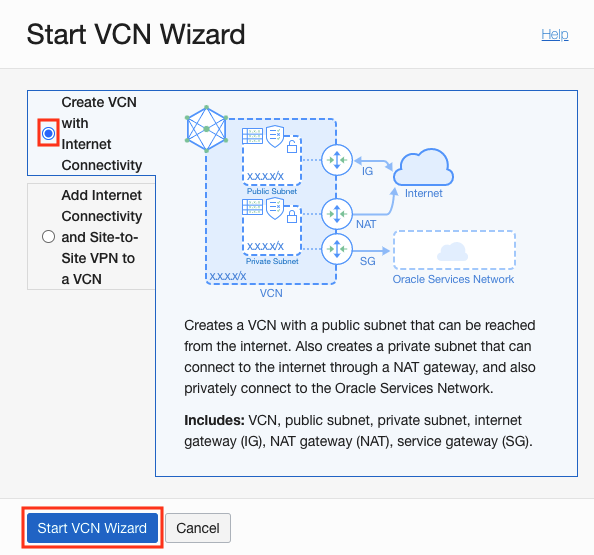 Start VCN Wizard
Help
Create VCN
with
Internet
Connectivity
Add Internet
Connectivity
and Site-to-
Site VPN to
a VCN
X.X.X.X/X
Public Subnet
IG
Internet
NAT
X.X.X.X/X
Private Subnet
SG
X.X.X.X/X
VCN
Oracle Services Network
Creates a VCN with a public subnet that can be reached
from the internet. Also creates a private subnet that can
connect to the internet through a NAT gateway, and also
privately connect to the Oracle Services Network.
Includes: VCN, public subnet, private subnet, internet
gateway (IG), NAT gateway (NAT), service gateway (SG).
Start VCN Wizard
Cancel